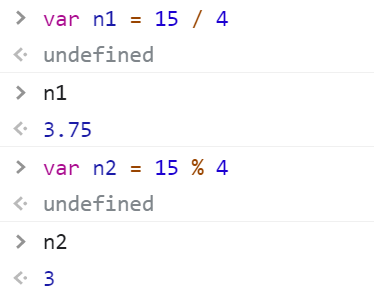 var n1 = 15 / 4
undefined
n1
3.75
var n2 = 15 % 4
undefined
n2
3